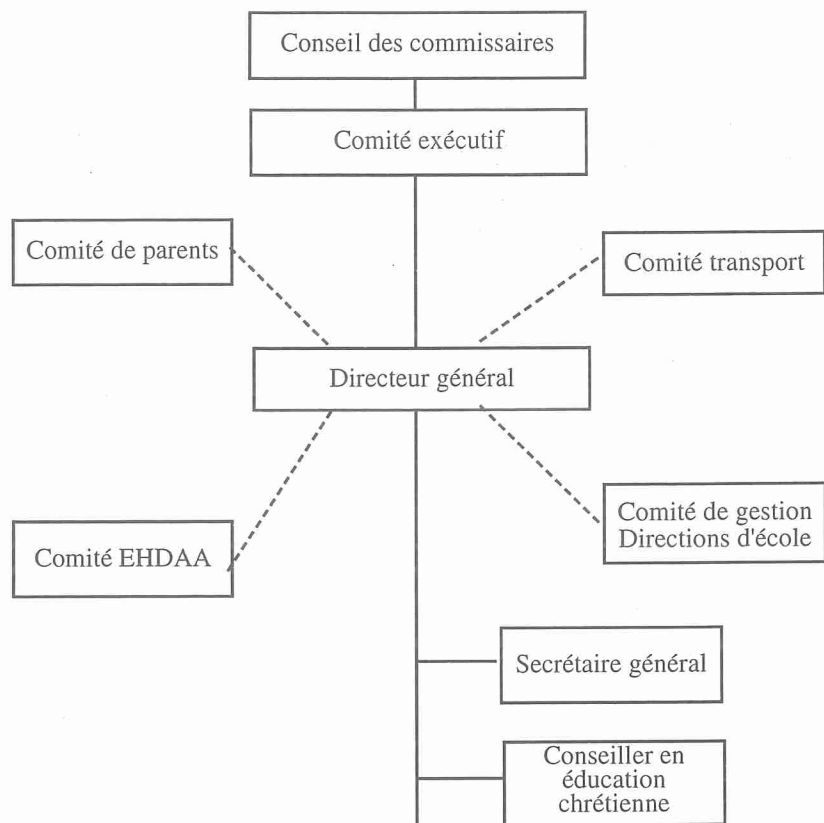 Conseil des commissaires
Comité exécutif
Comité de parents
Comité transport
Directeur général
Comité EHDAA
Comité de gestion
Directions d'école
Secrétaire général
Conseiller en
éducation
chrétienne